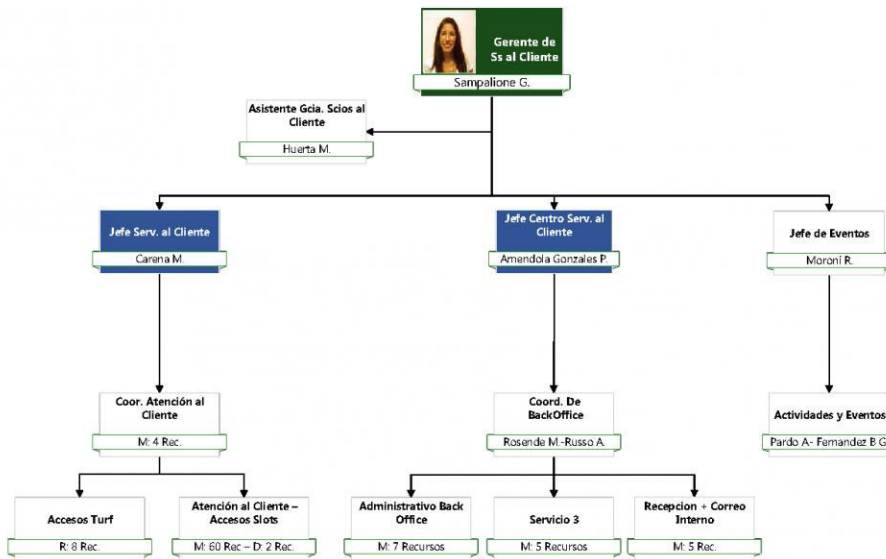 Gerente de
Ss al Cliente
Sampalione G.
Asistente Gcia. Scios al
Cliente
Huerta M.
Jefe Serv. al Cliente
Carena M.
Jefe Centro Serv. al
Cliente
Amendola Gonzales P.
Jefe de Eventos
Moroni R.
Coor. Atención al
Cliente
M: 4 Rec.
Coord. De
BackOffice
Rosende M.-Russo A.
Actividades y Eventos
Pardo A- Fernandez B G
Accesos Turf
R: 8 Rec.
Atención al Cliente –
Accesos Slots
M: 60 Rec – D: 2 Rec.
Administrativo Back
Office
M: 7 Recursos
Servicio 3
M: 5 Recursos
Recepcion + Correo
Interno
M: 5 Rec.